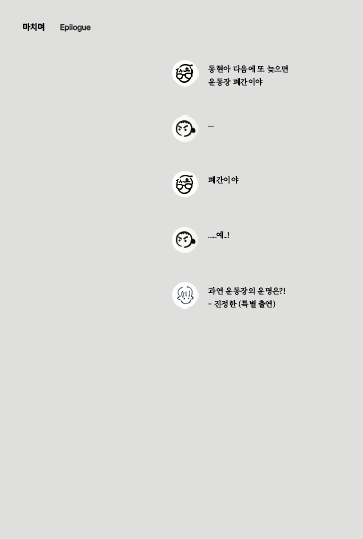 마치며 Epilogue
동현아 다음에 또 늦으면
운동장 폐간이야
...
폐간이야
.....예..!
과연 운동장의 운명은?!
- 진정한 (특별 출연)